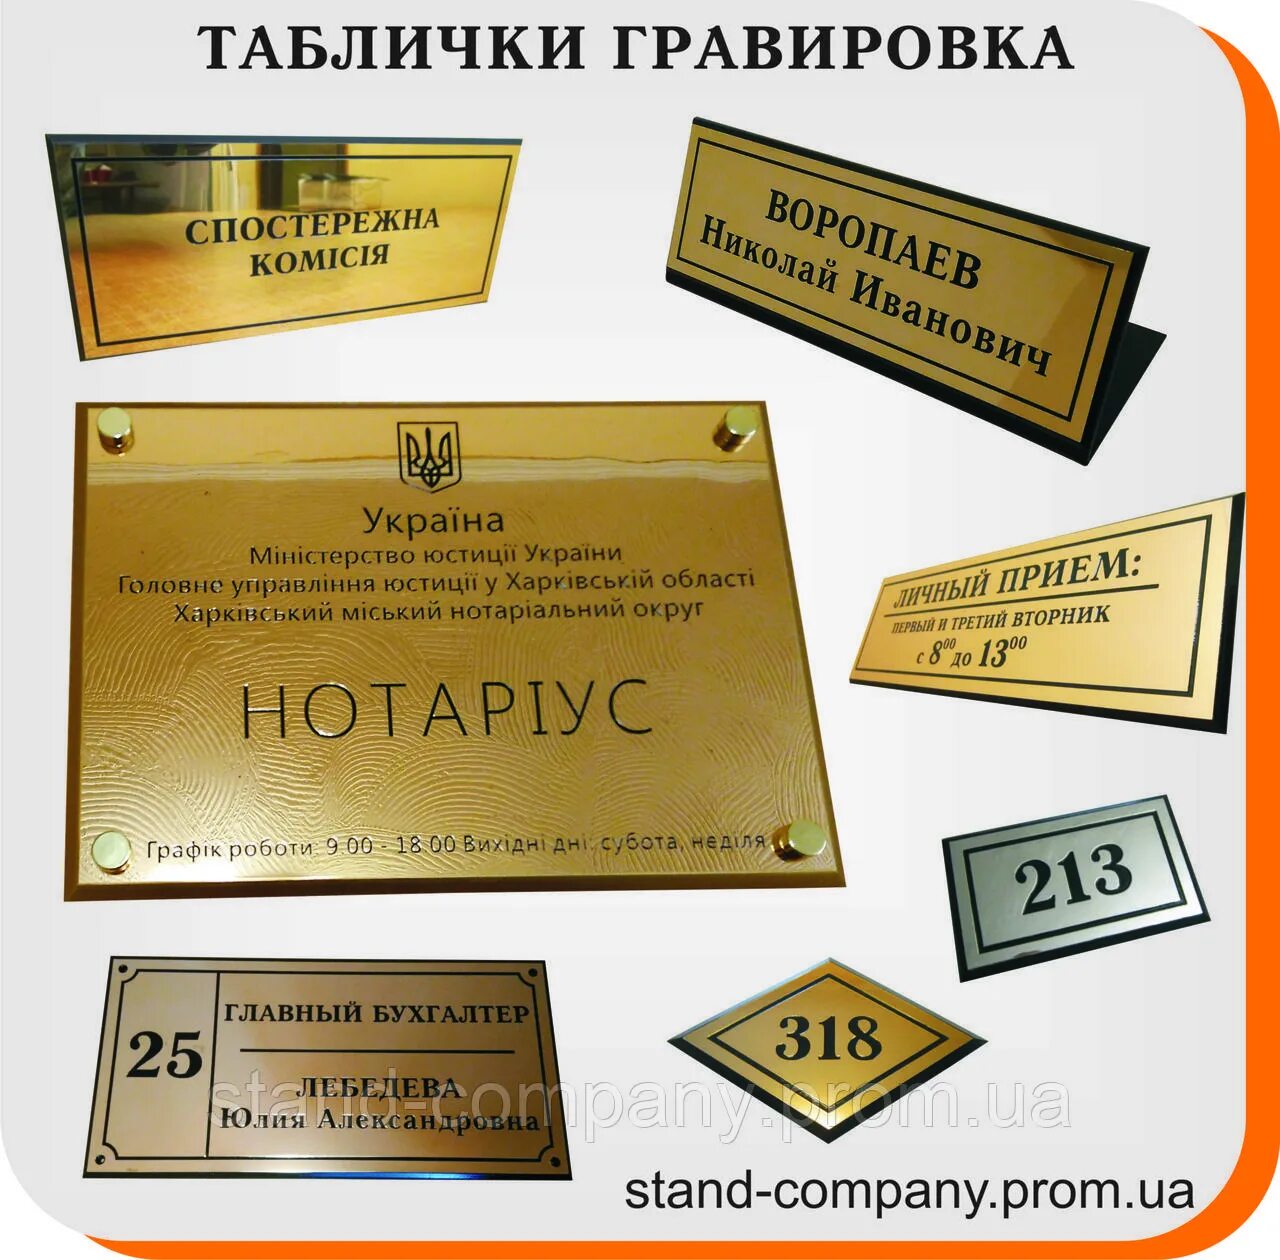 ТАБЛИЧКИ ГРАВИРОВКА
СПОСТЕРЕЖНА
КОМІСІЯ
ВОРОПАЕВ
Николай Иванович
Україна
Міністерство юстиції України
Головне управління юстиції у Харківській області
Харківський міський нотаріальний округ
НОТАРІУС
Графік роботи: 9.00 - 18.00 Вихідні дні: субота, неділя
ЛИЧНЫЙ ПРИЕМ:
ПЕРВЫЙ И ТРЕТИЙ ВТОРНИК
с 8⁰⁰ до 13⁰⁰
213
25
ГЛАВНЫЙ БУХГАЛТЕР
ЛЕБЕДЕВА
Юлия Александровна
318
stand-company.prom.ua
stand-company.prom.ua